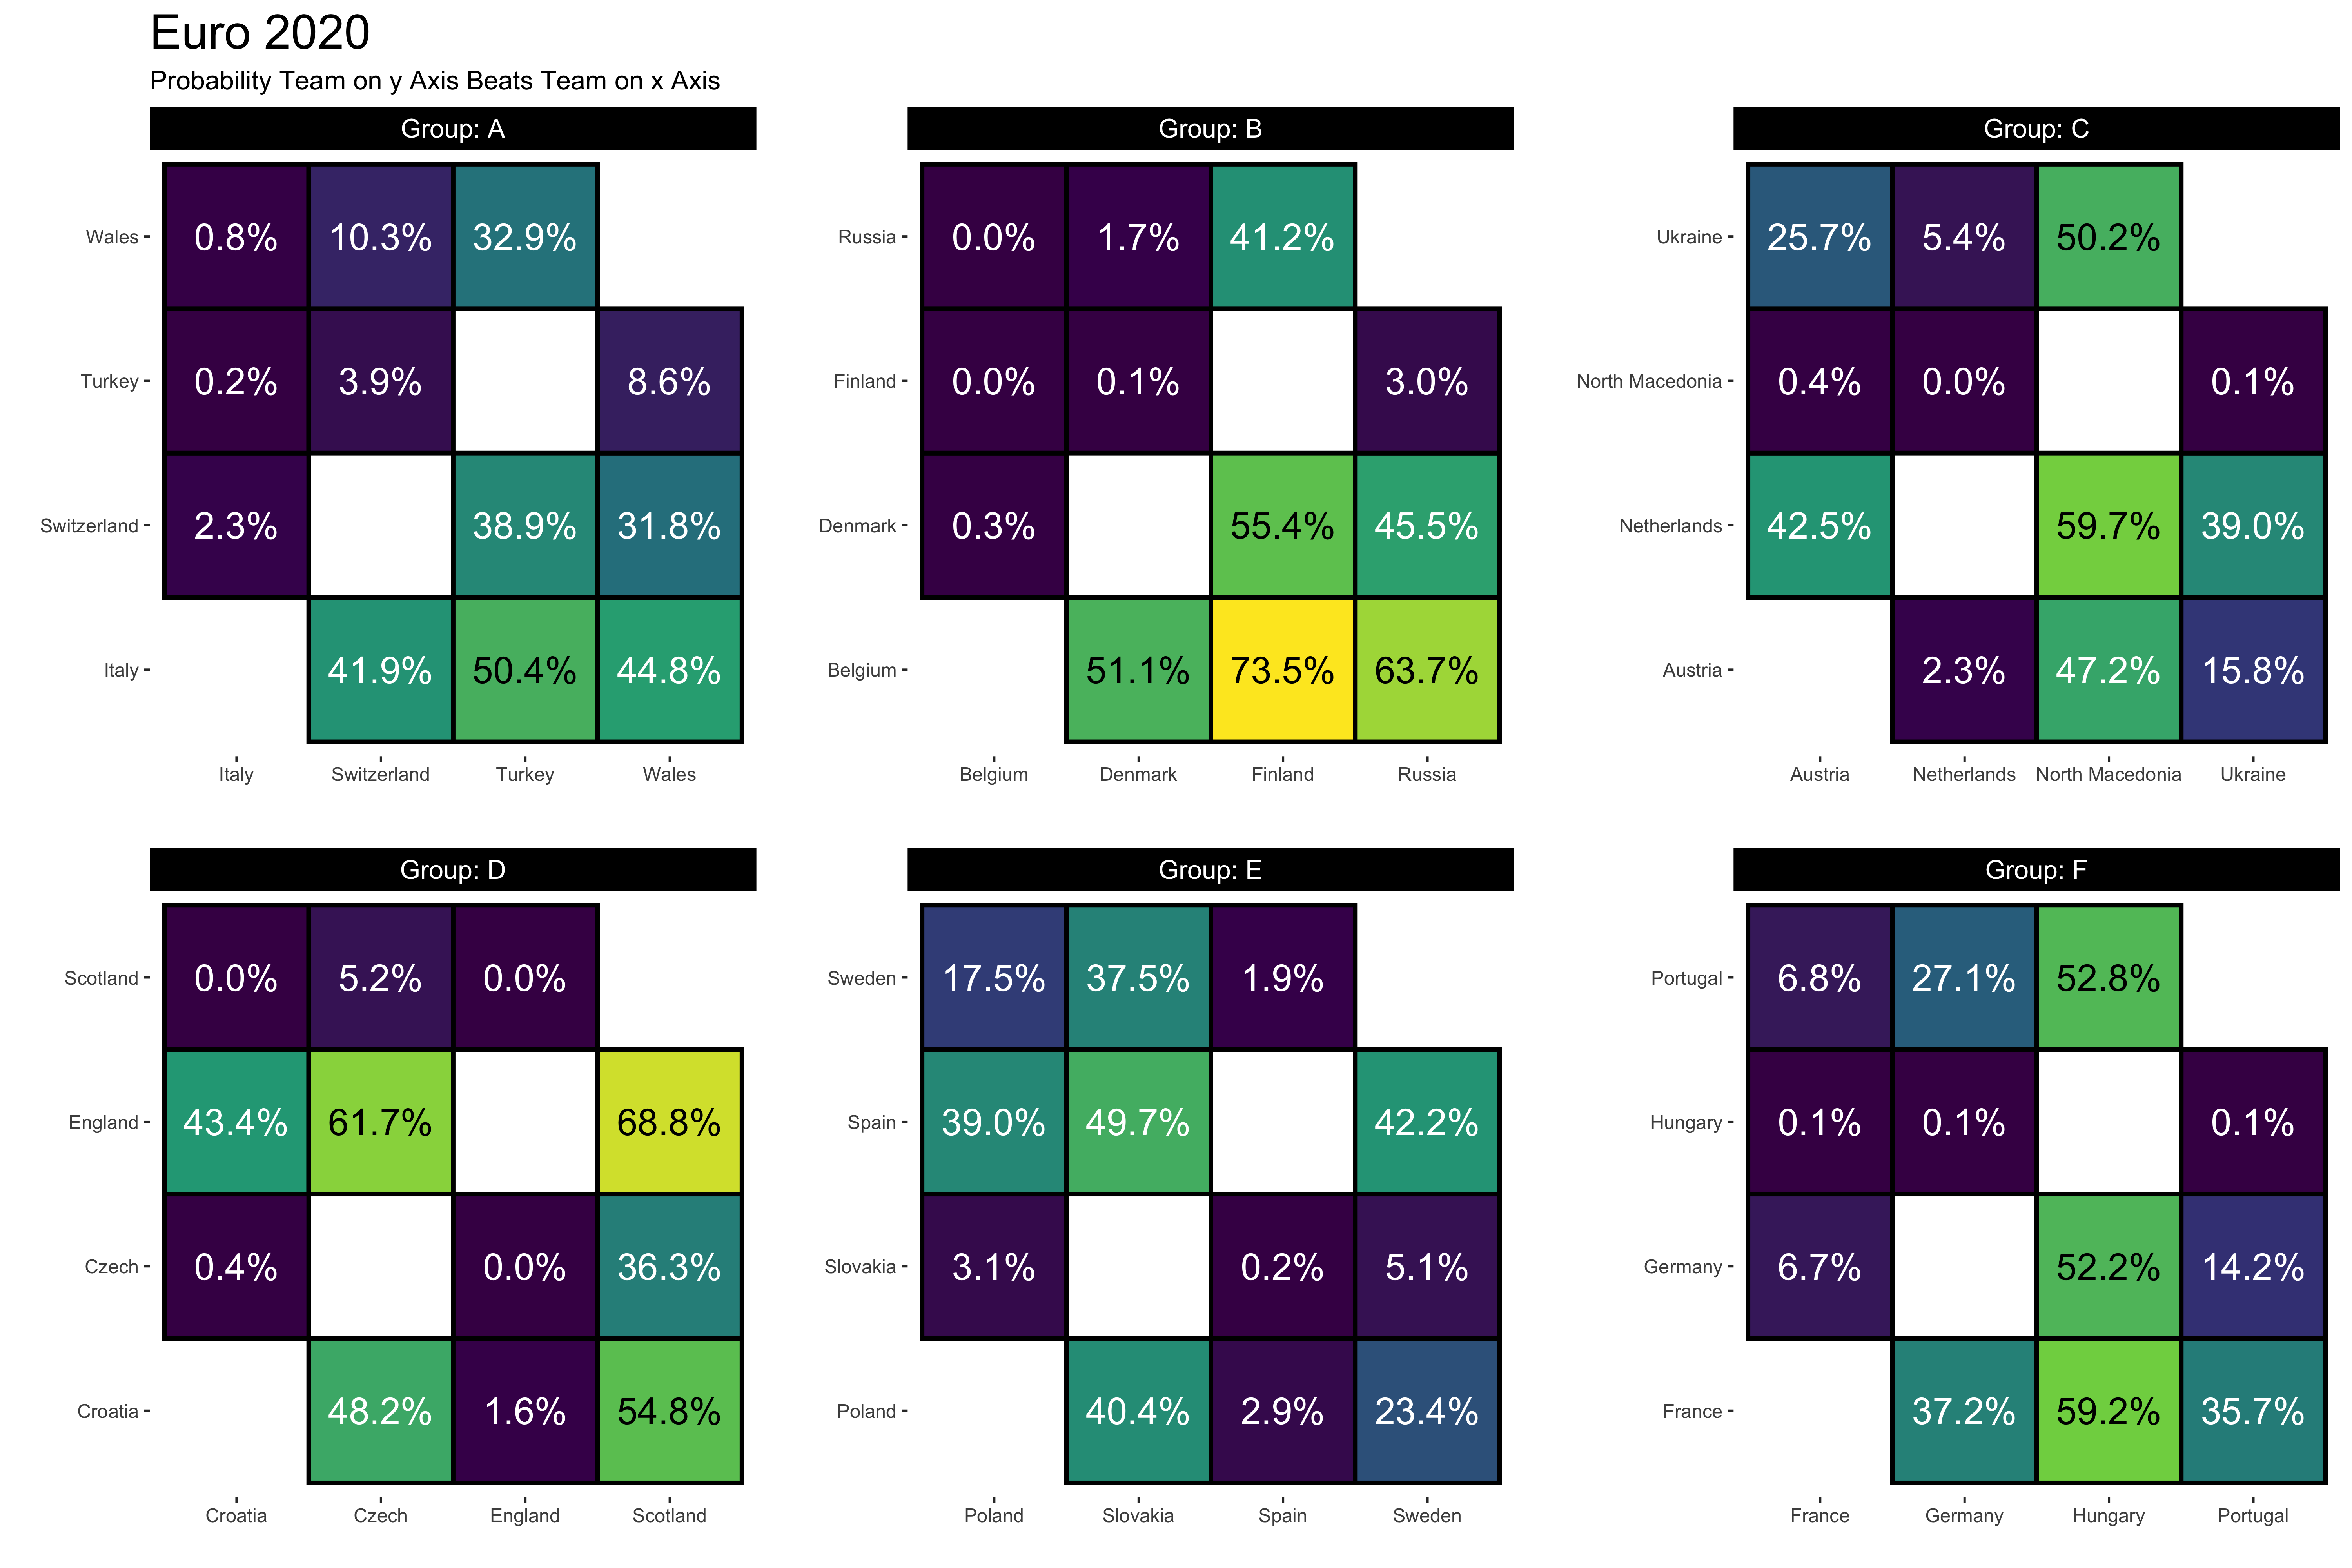 Euro 2020
Probability Team on y Axis Beats Team on x Axis
Group: A
Wales 0.8% 10.3% 32.9%
Turkey 0.2% 3.9% 8.6%
Switzerland 2.3% 38.9% 31.8%
Italy 41.9% 50.4% 44.8%
Italy Switzerland Turkey Wales
Group: B
Russia 0.0% 1.7% 41.2%
Finland 0.0% 0.1% 3.0%
Denmark 0.3% 55.4% 45.5%
Belgium 51.1% 73.5% 63.7%
Belgium Denmark Finland Russia
Group: C
Ukraine 25.7% 5.4% 50.2%
North Macedonia 0.4% 0.0% 0.1%
Netherlands 42.5% 59.7% 39.0%
Austria 2.3% 47.2% 15.8%
Austria Netherlands North Macedonia Ukraine
Group: D
Scotland 0.0% 5.2% 0.0%
England 43.4% 61.7% 68.8%
Czech 0.4% 0.0% 36.3%
Croatia 48.2% 1.6% 54.8%
Croatia Czech England Scotland
Group: E
Sweden 17.5% 37.5% 1.9%
Spain 39.0% 49.7% 42.2%
Slovakia 3.1% 0.2% 5.1%
Poland 40.4% 2.9% 23.4%
Poland Slovakia Spain Sweden
Group: F
Portugal 6.8% 27.1% 52.8%
Hungary 0.1% 0.1% 0.1%
Germany 6.7% 52.2% 14.2%
France 37.2% 59.2% 35.7%
France Germany Hungary Portugal